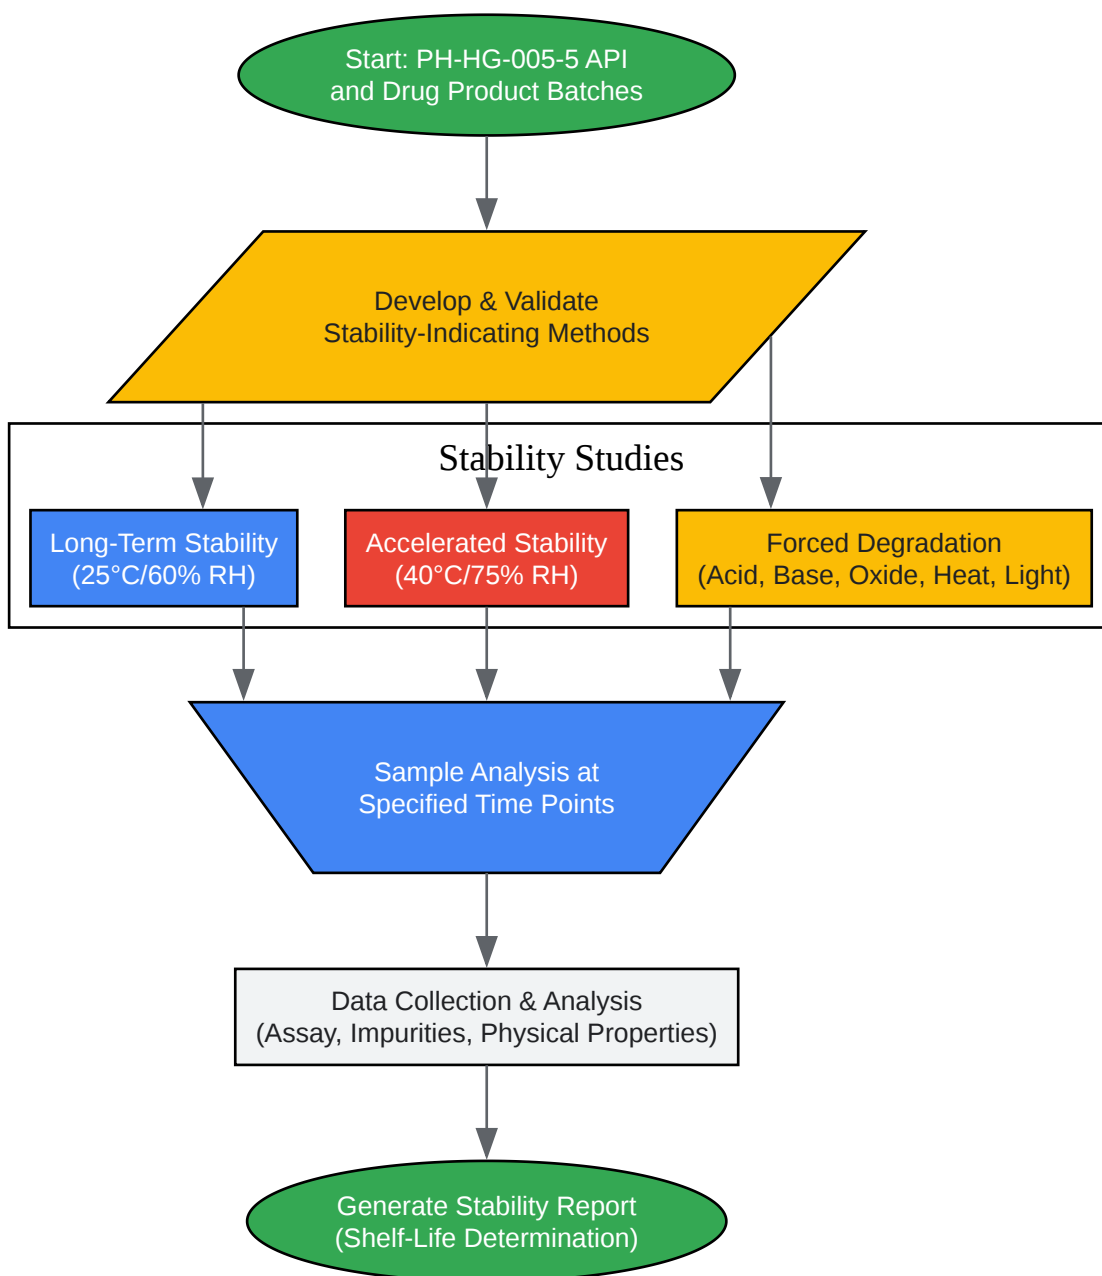 Start: PH-HG-005-5 API
and Drug Product Batches
Develop & Validate
Stability-Indicating Methods
Stability Studies
Long-Term Stability
(25°C/60% RH)
Accelerated Stability
(40°C/75% RH)
Forced Degradation
(Acid, Base, Oxide, Heat, Light)
Sample Analysis at
Specified Time Points
Data Collection & Analysis
(Assay, Impurities, Physical Properties)
Generate Stability Report
(Shelf-Life Determination)